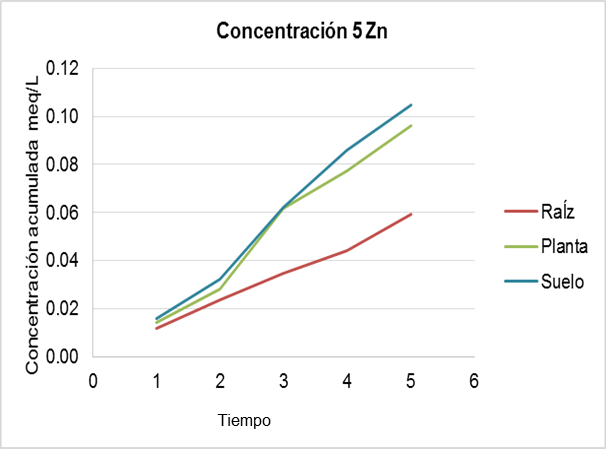 Concentración 5 Zn
Concentración acumulada meq/L
0.12
0.10
0.08
0.06
0.04
0.02
0.00
0 1 2 3 4 5 6
Tiempo
RaÍz
Planta
Suelo